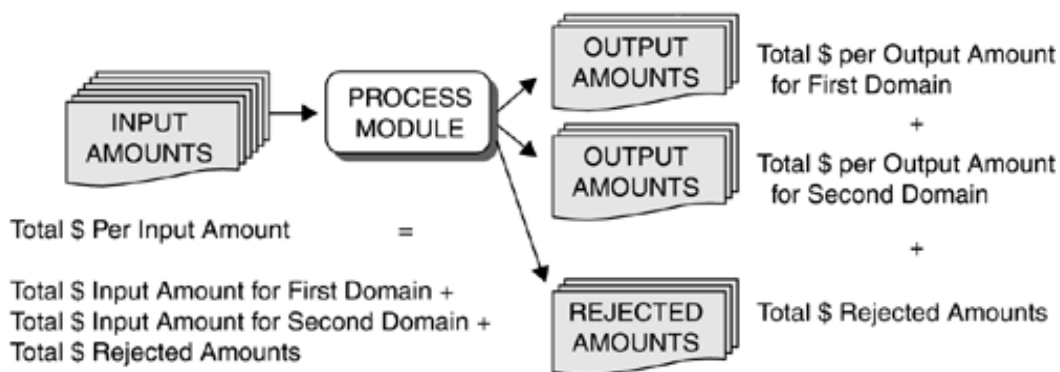 INPUT
AMOUNTS
PROCESS
MODULE
OUTPUT
AMOUNTS
Total $ per Output Amount
for First Domain
+
OUTPUT
AMOUNTS
Total $ per Output Amount
for Second Domain
+
REJECTED
AMOUNTS
Total $ Rejected Amounts
Total $ Per Input Amount =
Total $ Input Amount for First Domain +
Total $ Input Amount for Second Domain +
Total $ Rejected Amounts